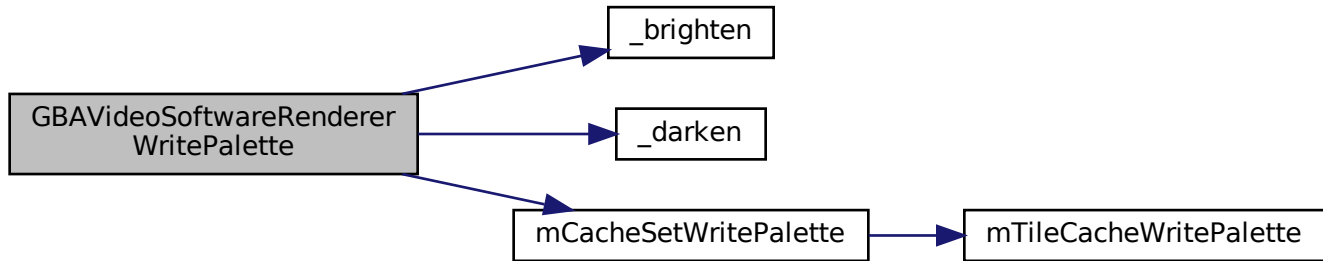 GBAVideoSoftwareRenderer
WritePalette
_brighten
_darken
mCacheSetWritePalette
mTileCacheWritePalette